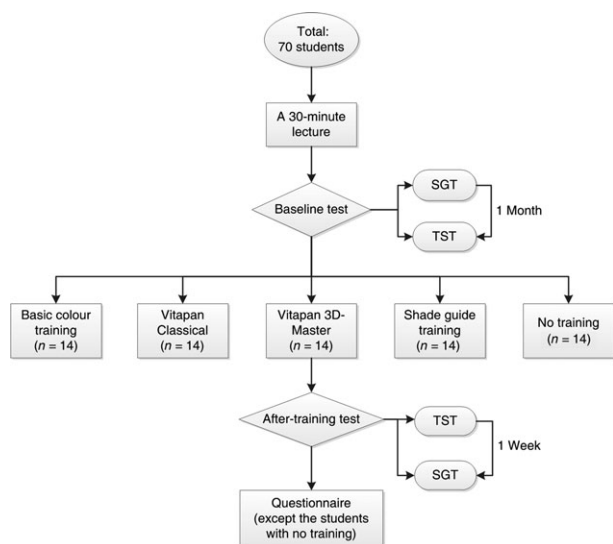 Total:
70 students
A 30-minute
lecture
Baseline test
SGT
1 Month
TST
Basic colour
training
(n = 14)
Vitapan
Classical
(n = 14)
Vitapan 3D-
Master
(n = 14)
Shade guide
training
(n = 14)
No training
(n = 14)
After-training test
TST
1 Week
SGT
Questionnaire
(except the students
with no training)